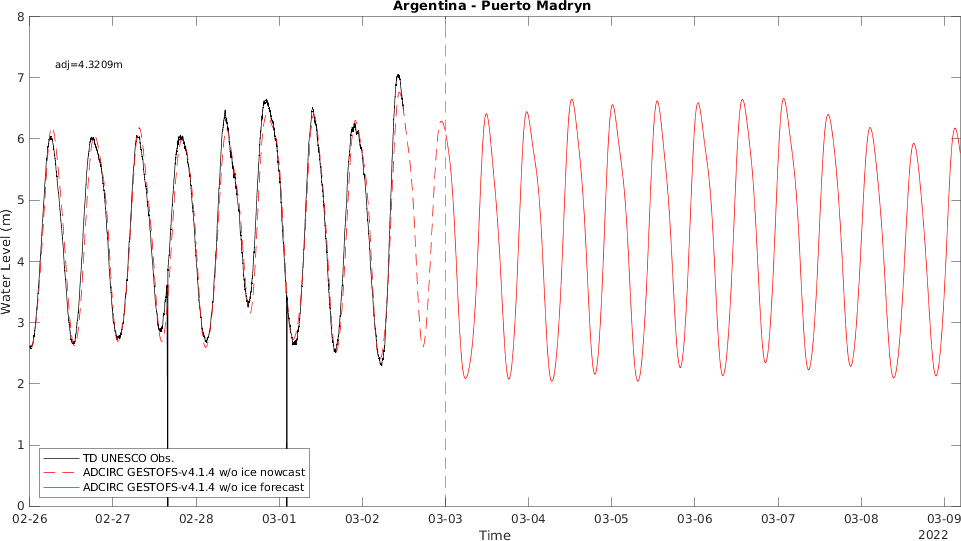 Argentina - Puerto Madryn
8
7
6
5
4
3
2
1
0
Water Level (m)
adj=4.3209m
TD UNESCO Obs.
ADCIRC GESTOFS-v4.1.4 w/o ice nowcast
ADCIRC GESTOFS-v4.1.4 w/o ice forecast
02-26 02-27 02-28 03-01 03-02 03-03 03-04 03-05 03-06 03-07 03-08 03-09
Time
2022